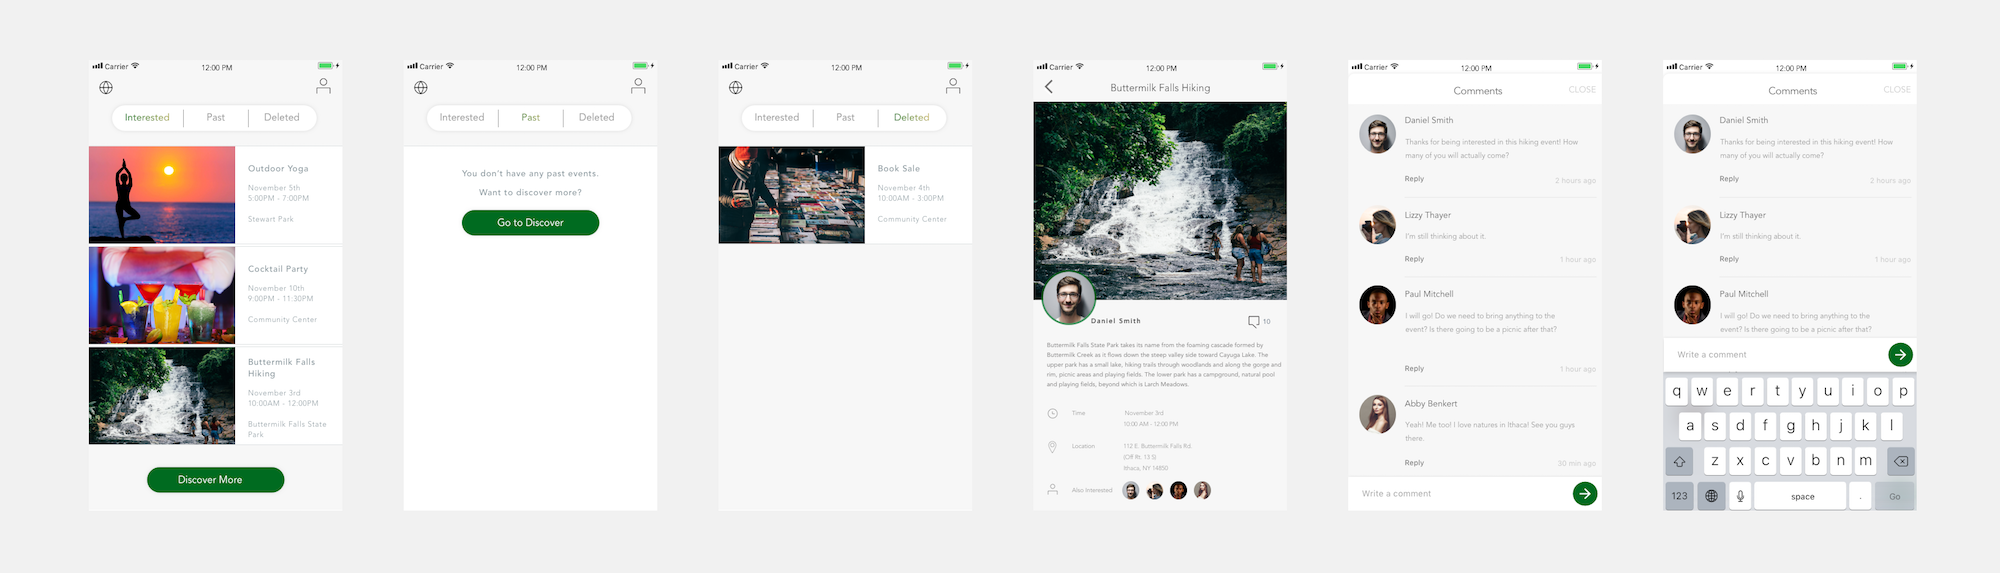 Carrier 12:00 PM
Interested Past Deleted
Outdoor Yoga
November 5th
5:00PM - 7:00PM
Stewart Park
Cocktail Party
November 10th
9:00PM - 11:30PM
Community Center
Buttermilk Falls
Hiking
November 3rd
10:00AM - 12:00PM
Buttermilk Falls State
Park
Discover More
Carrier 12:00 PM
Interested Past Deleted
You don't have any past events.
Want to discover more?
Go to Discover
Carrier 12:00 PM
Interested Past Deleted
Book Sale
November 4th
10:00AM - 3:00PM
Community Center
Carrier 12:00 PM
Buttermilk Falls Hiking
Daniel Smith 10
Buttermilk Falls State Park takes its name from the foaming cascade formed by
Buttermilk Creek as it flows down the steep valley side toward Cayuga Lake. The
upper park has a small lake, hiking trails through woodlands and along the gorge and
rim, picnic areas and playing fields. The lower park has a campground, natural pool
and playing fields, beyond which is Larch Meadows.
Time November 3rd
10:00 AM - 12:00 PM
Location 112 E. Buttermilk Falls Rd.
(Off Rt. 13 S)
Ithaca, NY 14850
Also Interested
Carrier 12:00 PM
Comments CLOSE
Daniel Smith
Thanks for being interested in this hiking event! How
many of you will actually come?
Reply 2 hours ago
Lizzy Thayer
I'm still thinking about it.
Reply 1 hour ago
Paul Mitchell
I will go! Do we need to bring anything to the
event? Is there going to be a picnic after that?
Reply 1 hour ago
Abby Benkert
Yeah! Me too! I love natures in Ithaca! See you guys
there.
Reply 30 min ago
Write a comment
Carrier 12:00 PM
Comments CLOSE
Daniel Smith
Thanks for being interested in this hiking event! How
many of you will actually come?
Reply 2 hours ago
Lizzy Thayer
I'm still thinking about it.
Reply 1 hour ago
Paul Mitchell
I will go! Do we need to bring anything to the
event? Is there going to be a picnic after that?
Write a comment
q w e r t y u i o p
a s d f g h j k l
z x c v b n m
123 space . Go